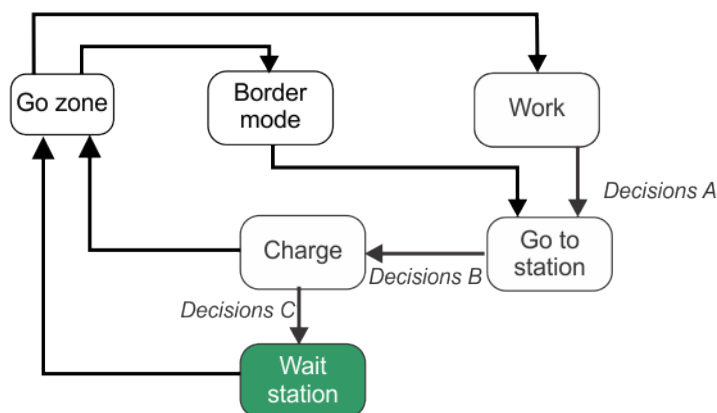 Go zone
Border
mode
Work
Decisions A
Charge
Decisions B
Go to
station
Decisions C
Wait
station